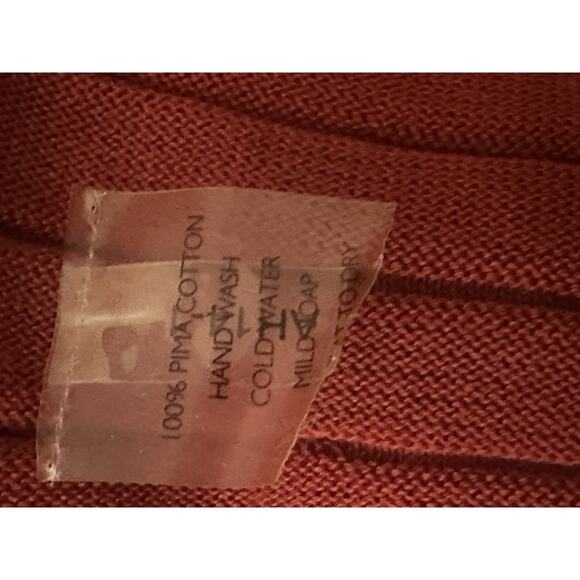 100% PIMA COTTON
HAND WASH
COLD WATER
MILD SOAP
TO DRY